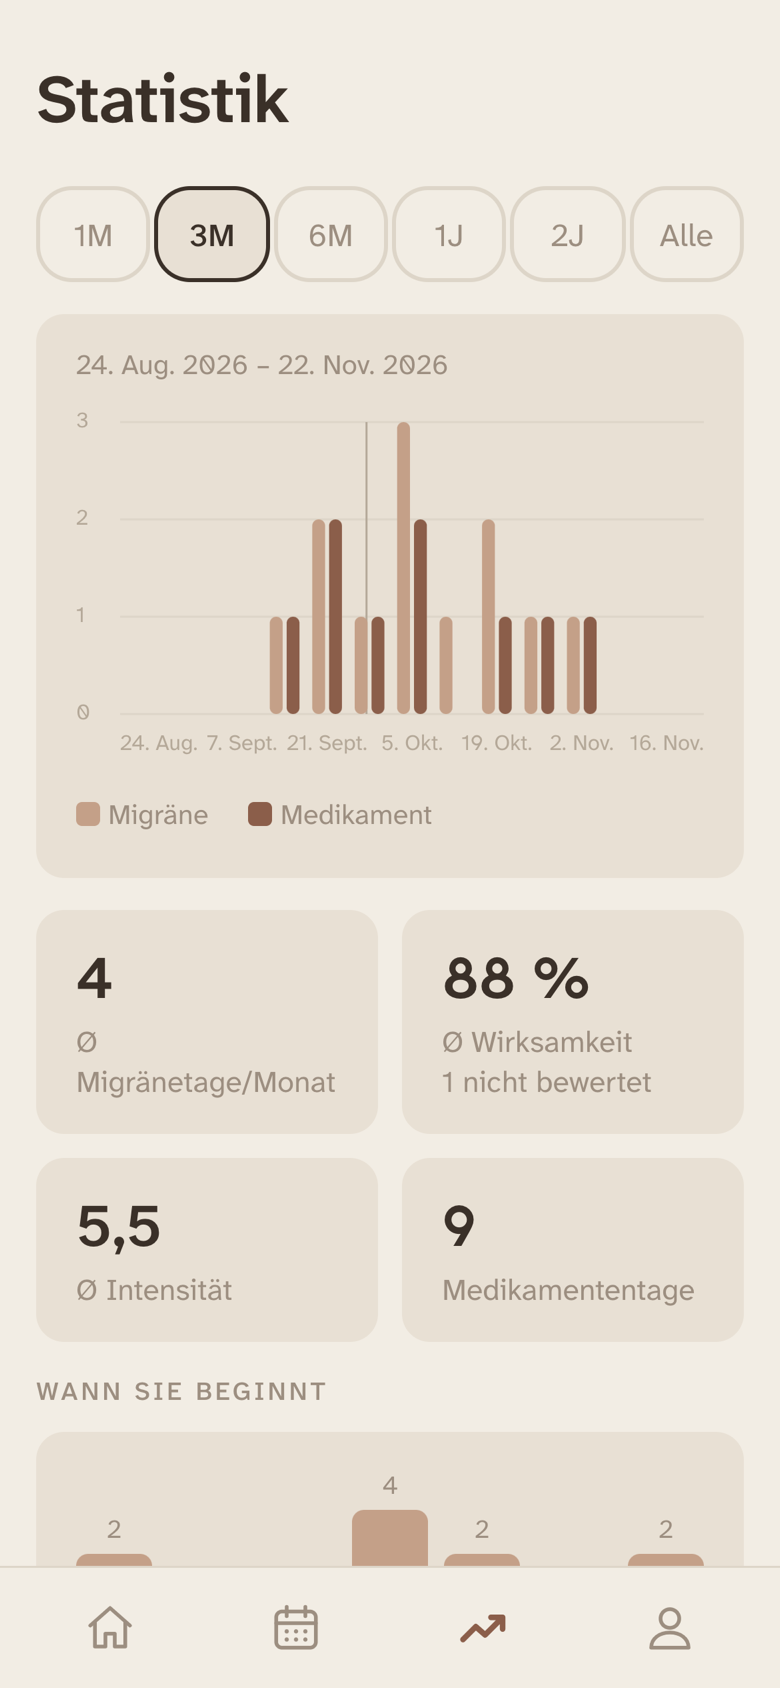 Statistik
1M 3M 6M 1J 2J Alle
24. Aug. 2026 – 22. Nov. 2026
3
2
1
0
24. Aug. 7. Sept. 21. Sept. 5. Okt. 19. Okt. 2. Nov. 16. Nov.
Migräne Medikament
4
Ø
Migränetage/Monat
88 %
Ø Wirksamkeit
1 nicht bewertet
5,5
Ø Intensität
9
Medikamententage
WANN SIE BEGINNT
2 4 2 2